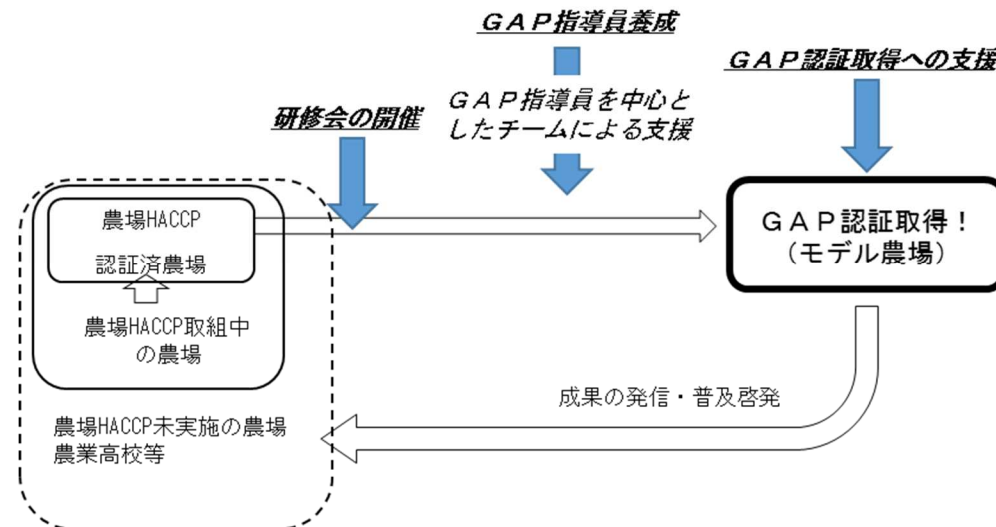 ＧＡＰ指導員養成
ＧＡＰ認証取得への支援
ＧＡＰ指導員を中心と
したチームによる支援
研修会の開催
農場HACCP
認証済農場
ＧＡＰ認証取得！
（モデル農場）
農場HACCP取組中
の農場
成果の発信・普及啓発
農場HACCP未実施の農場
農業高校等